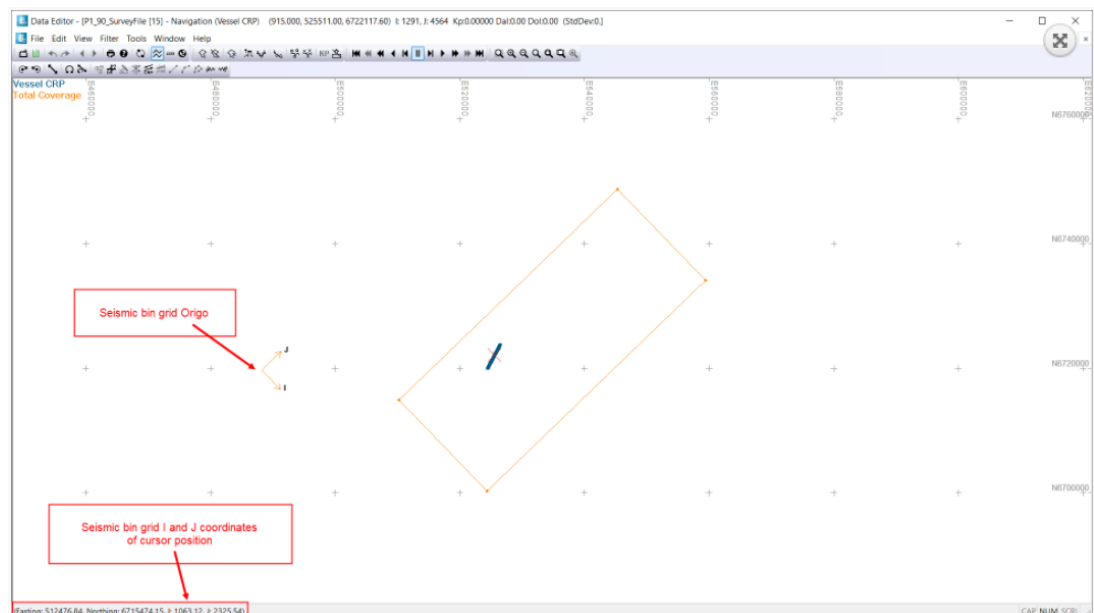 Data Editor - [P1_90_SurveyFile [15] - Navigation (Vessel CRP) (915.000, 525511.00, 6722117.60) I: 1291, J: 4564 Kp:0.00000 Dal:0.00 Dol:0.00 (StdDev:0.]
File Edit View Filter Tools Window Help
KP
Vessel CRP
Total Coverage
E460000 E480000 E500000 E520000 E540000 E560000 E580000 E600000
N6760000
N6740000
Seismic bin grid Origo
J
N6720000
I
N6700000
Seismic bin grid I and J coordinates
of cursor position
(Easting: 512476.84, Northing: 6715474.15, I: 1063.12, J: 2325.54)
CAP NUM SCRL